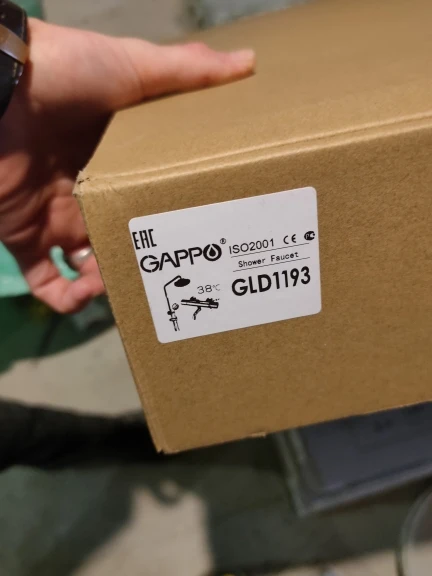 EAC
GAPPO®
ISO2001 CE
Shower Faucet
38℃
GLD1193